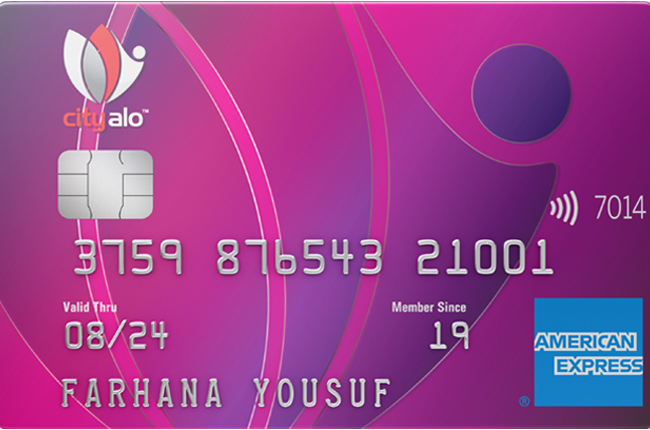 city alo™
7014
3759 876543 21001
Valid Thru
Member Since
08/24
19
AMERICAN
EXPRESS
®
FARHANA YOUSUF